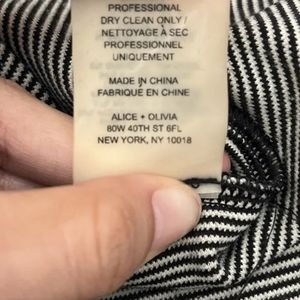 PROFESSIONAL
DRY CLEAN ONLY /
NETTOYAGE À SEC
PROFESSIONNEL
UNIQUEMENT
MADE IN CHINA
FABRIQUE EN CHINE
ALICE + OLIVIA
80W 40TH ST 6FL
NEW YORK, NY 10018